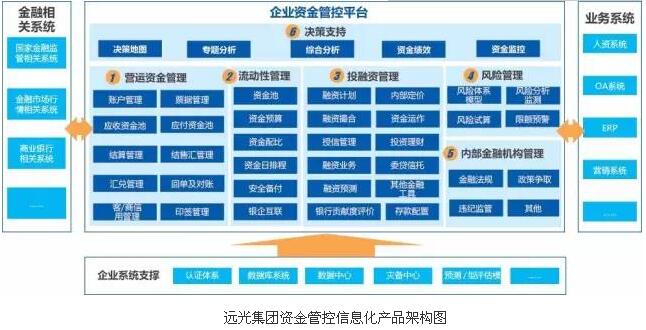 金融相
关系统
国家金融监
管相关系统
金融市场行
情相关系统
商业银行
相关系统
......
企业资金管控平台
6 决策支持
决策地图 专题分析 综合分析 资金绩效 资金监控
1 营运资金管理
账户管理 票据管理
应收资金池 应付资金池
结算管理 结售汇管理
汇兑管理 回单及对账
客/商信
用管理
印签管理
2 流动性管理
资金池
资金预算
资金配比
资金日排程
安全备付
银企互联
3 投融资管理
融资计划 内部定价
融资撮合 资金运作
授信管理 投资理财
融资业务 委贷信托
融资预测
其他金融
工具
银行贡献度评价 存款配置
4 风险管理
风险体系
模型
风险分析
监测
风险试算 限额预警
5 内部金融机构管理
金融法规 政策争取
违纪监管 其他
业务系统
人资系统
OA系统
ERP
营销系统
......
企业系统支撑
认证体系 数据库系统 数据中心 灾备中心 预测/组评估模 ......
远光集团资金管控信息化产品架构图